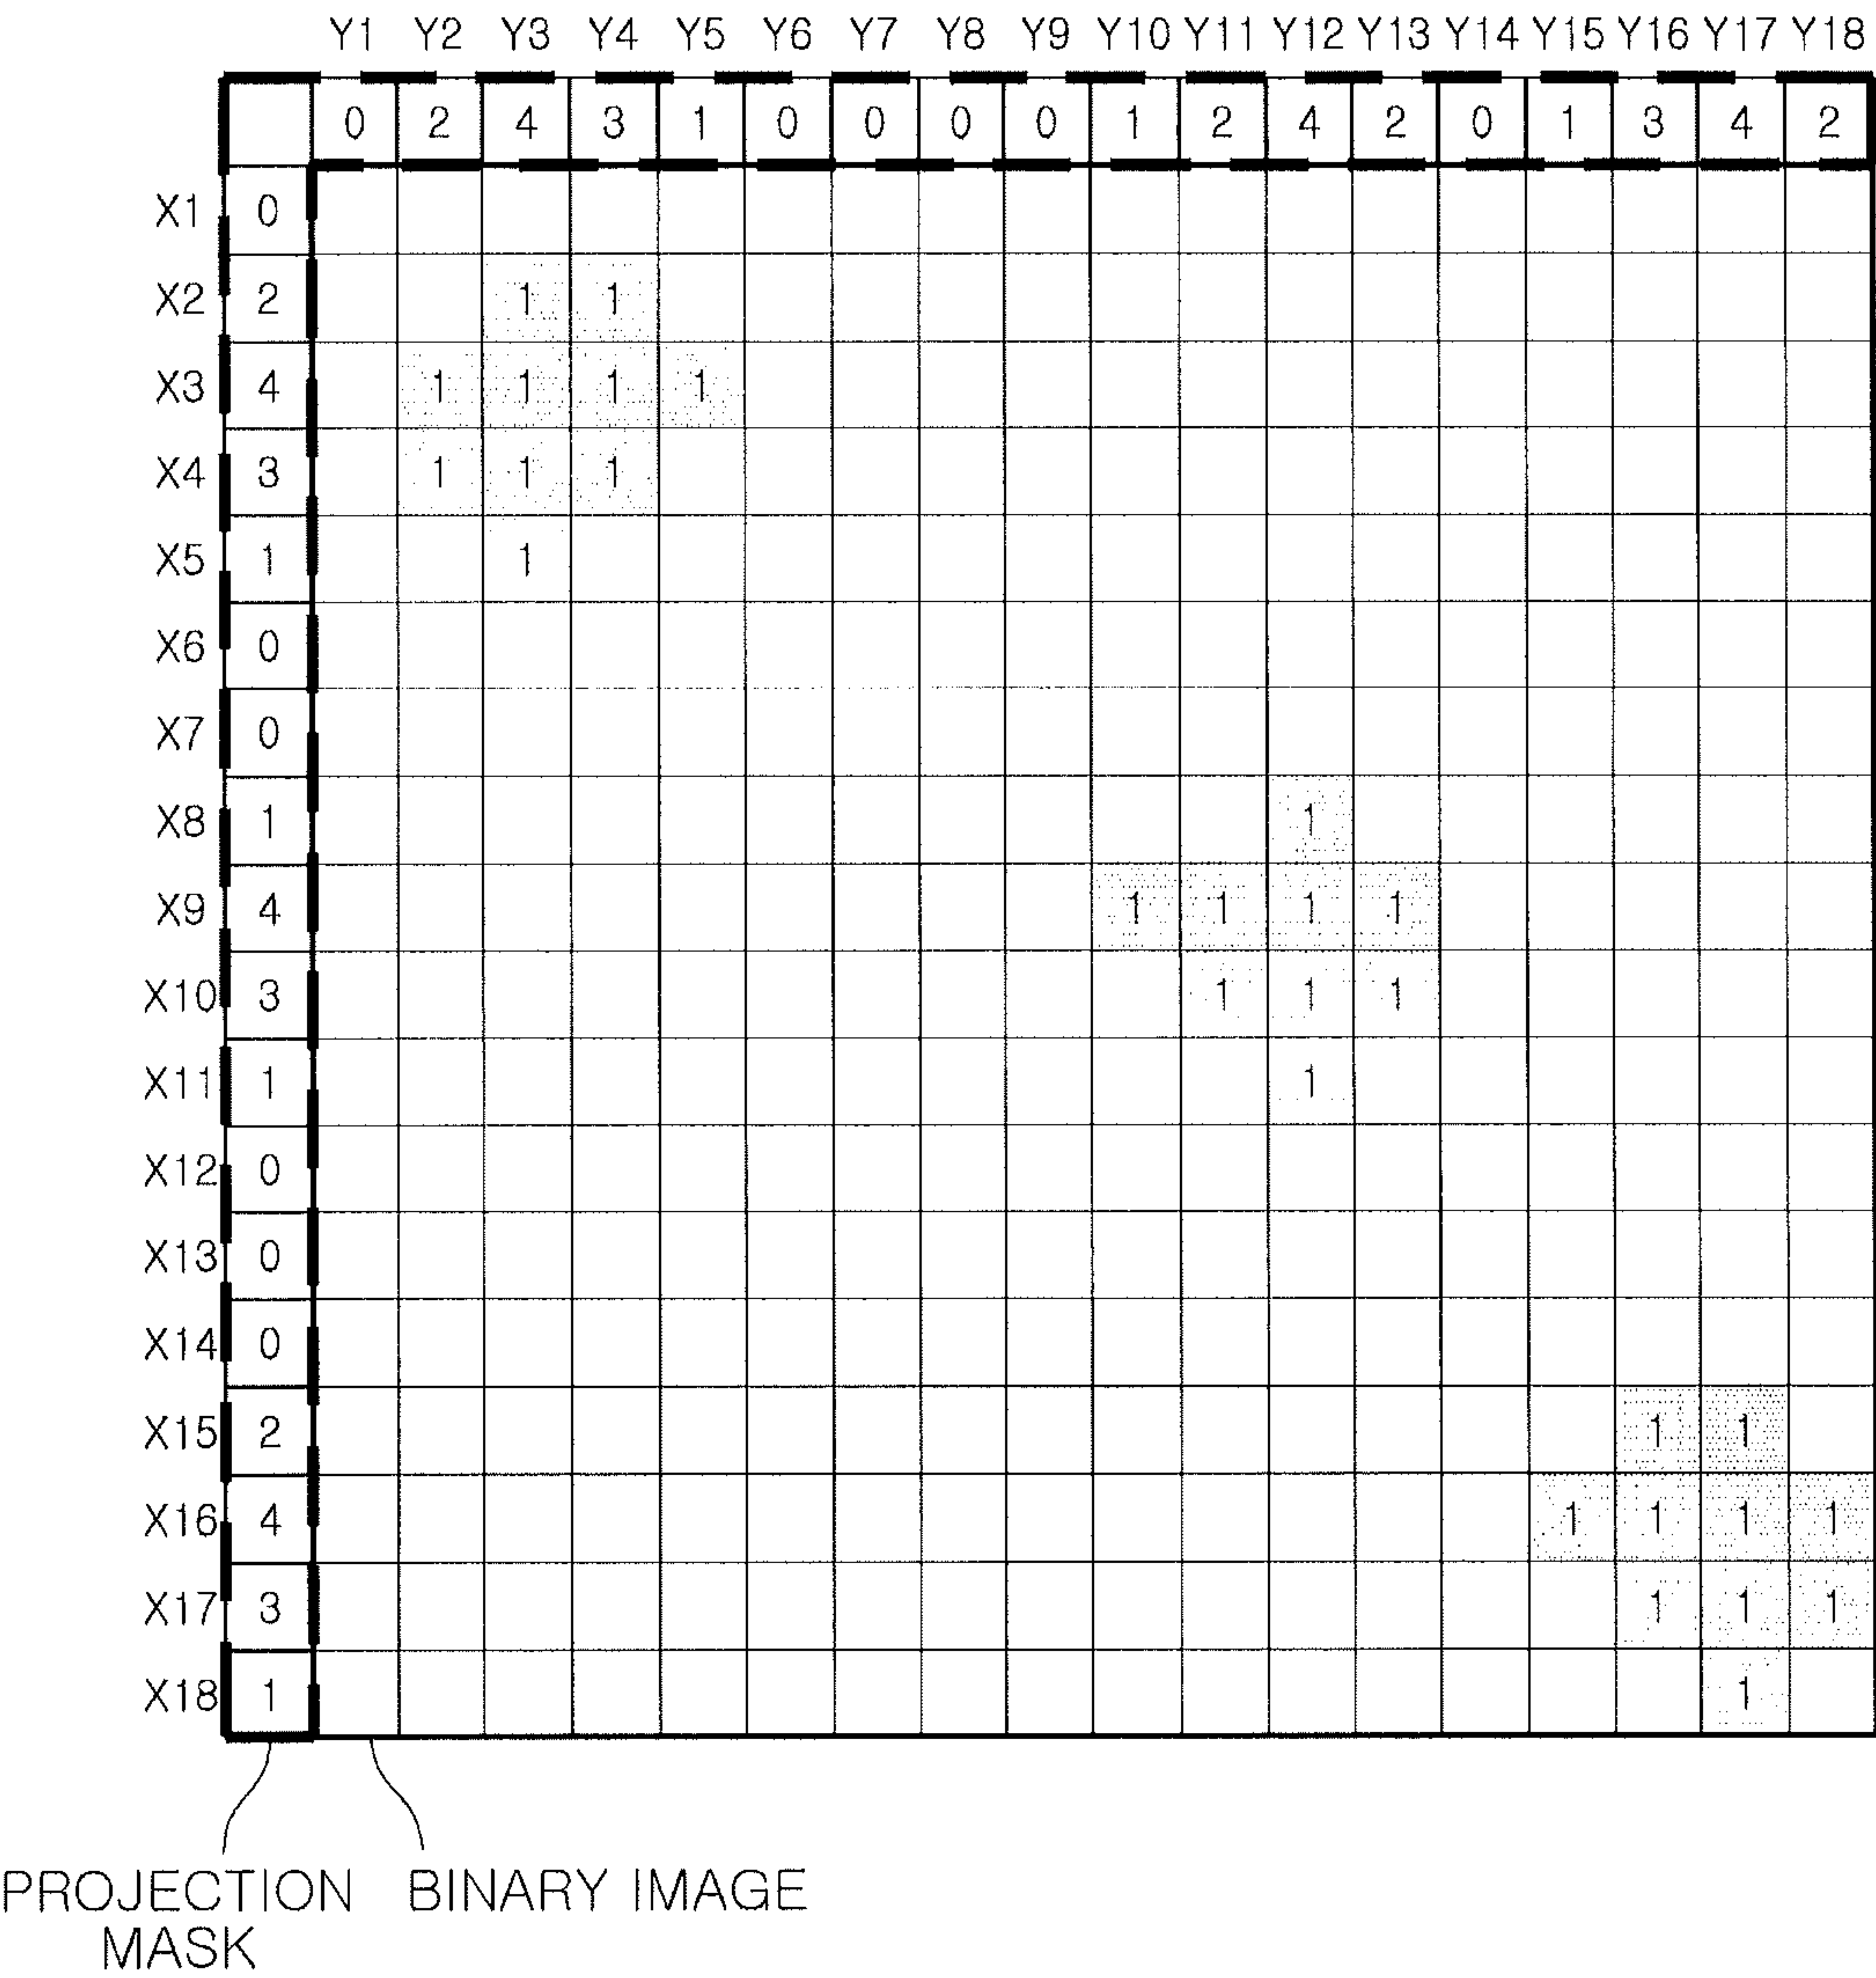 Y1 Y2 Y3 Y4 Y5 Y6 Y7 Y8 Y9 Y10 Y11 Y12 Y13 Y14 Y15 Y16 Y17 Y18
0 2 4 3 1 0 0 0 0 1 2 4 2 0 1 3 4 2
X1 0
X2 2 1 1
X3 4 1 1 1 1
X4 3 1 1 1
X5 1 1
X6 0
X7 0
X8 1 1
X9 4 1 1 1 1
X10 3 1 1 1
X11 1 1
X12 0
X13 0
X14 0
X15 2 1 1
X16 4 1 1 1 1
X17 3 1 1 1
X18 1 1
PROJECTION BINARY IMAGE
MASK